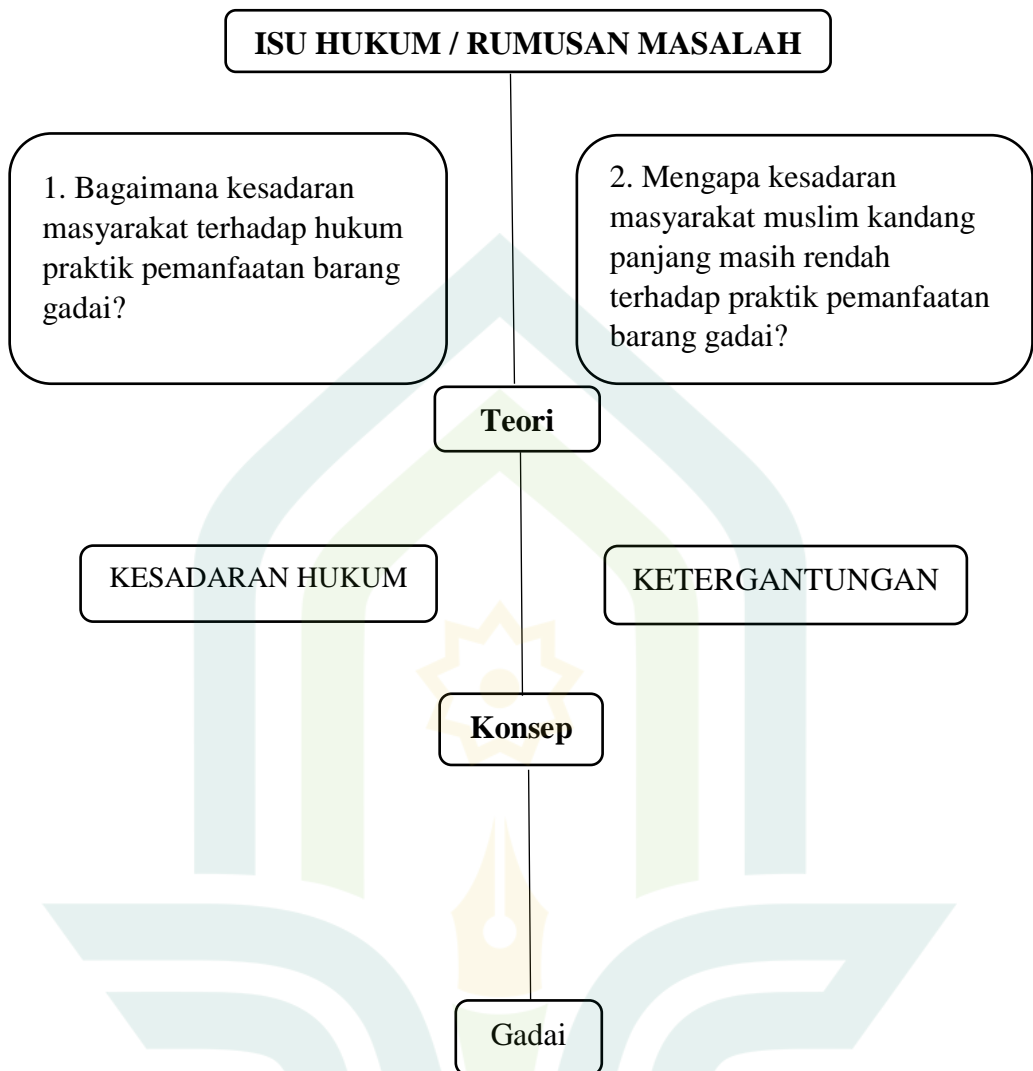 ISU HUKUM / RUMUSAN MASALAH
1. Bagaimana kesadaran
masyarakat terhadap hukum
praktik pemanfaatan barang
gadai?
2. Mengapa kesadaran
masyarakat muslim kandang
panjang masih rendah
terhadap praktik pemanfaatan
barang gadai?
Teori
KESADARAN HUKUM
KETERGANTUNGAN
Konsep
Gadai